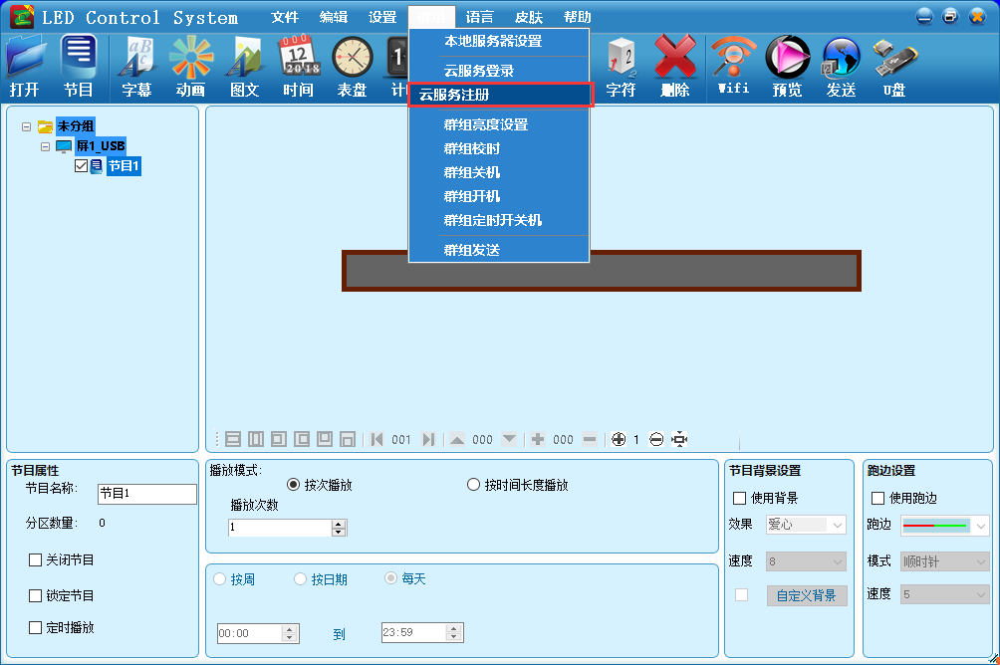 LED Control System 文件 编辑 设置 语言 皮肤 帮助
打开 节目 字幕 动画 图文 时间 表盘 字符 删除 Wifi 预览 发送 U盘
本地服务器设置
云服务登录
云服务注册
群组亮度设置
群组校时
群组关机
群组开机
群组定时开关机
群组发送
未分组
屏1_USB
节目1
001 000 000 1
节目属性
节目名称: 节目1
分区数量: 0
关闭节目
锁定节目
定时播放
播放模式:
按次播放 按时间长度播放
播放次数
1
按周 按日期 每天
00:00 到 23:59
节目背景设置
使用背景
效果 爱心
速度 8
自定义背景
跑边设置
使用跑边
跑边
模式 顺时针
速度 5